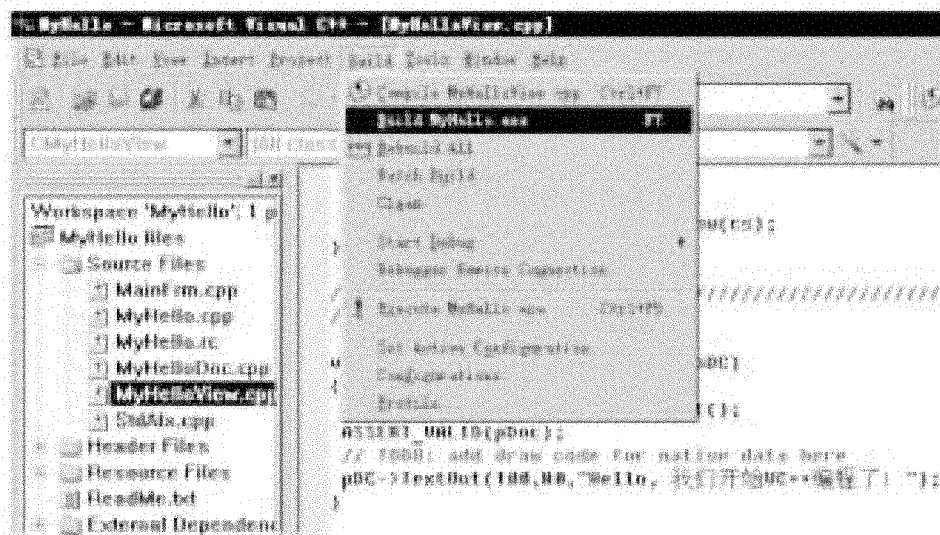 MyHello - Microsoft Visual C++ - [MyHelloView.cpp]
File Edit View Insert Project Build Tools Window Help
Compile MyHelloView.cpp Ctrl+F7
Build MyHello.exe F7
CMyHelloView (All class
Rebuild All
Batch Build
Clean
Start Debug
Debugger Remote Connection
Execute MyHello.exe Ctrl+F5
Set Active Configuration
Configurations
Profile
Workspace 'MyHello': 1 p
MyHello files
Source Files
MainFrm.cpp
MyHello.cpp
MyHello.rc
MyHelloDoc.cpp
MyHelloView.cpp
StdAfx.cpp
Header Files
Resource Files
ReadMe.txt
External Dependenc
ow(cs);
}
pDC)
{
();
ASSERT_VALID(pDoc);
// TODO: add draw code for native data here
pDC->TextOut(100,80,"Hello, 我们开始VC++编程了! ");
}